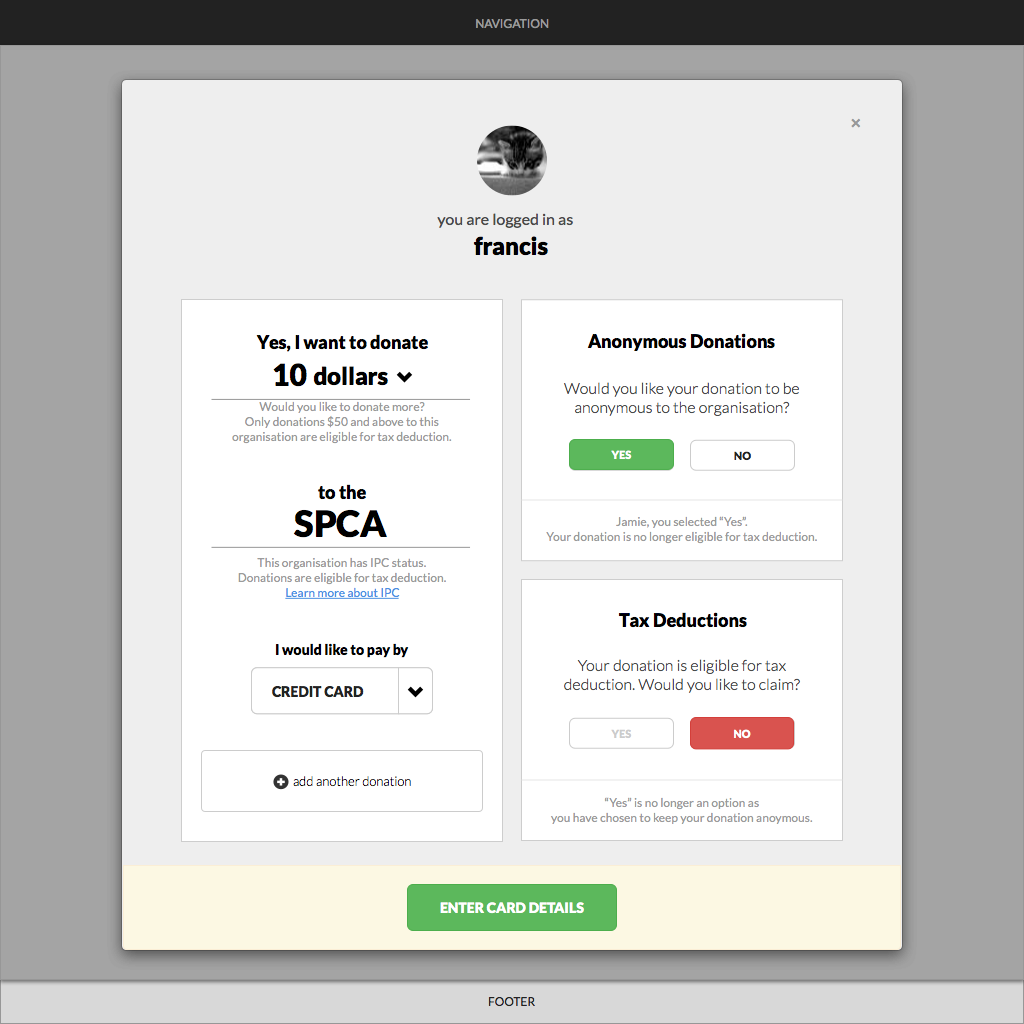 NAVIGATION
×
you are logged in as
francis
Yes, I want to donate
10 dollars
Would you like to donate more?
Only donations $50 and above to this
organisation are eligible for tax deduction.
to the
SPCA
This organisation has IPC status.
Donations are eligible for tax deduction.
Learn more about IPC
I would like to pay by
CREDIT CARD
add another donation
Anonymous Donations
Would you like your donation to be
anonymous to the organisation?
YES NO
Jamie, you selected “Yes”.
Your donation is no longer eligible for tax deduction.
Tax Deductions
Your donation is eligible for tax
deduction. Would you like to claim?
YES NO
“Yes” is no longer an option as
you have chosen to keep your donation anoymous.
ENTER CARD DETAILS
FOOTER